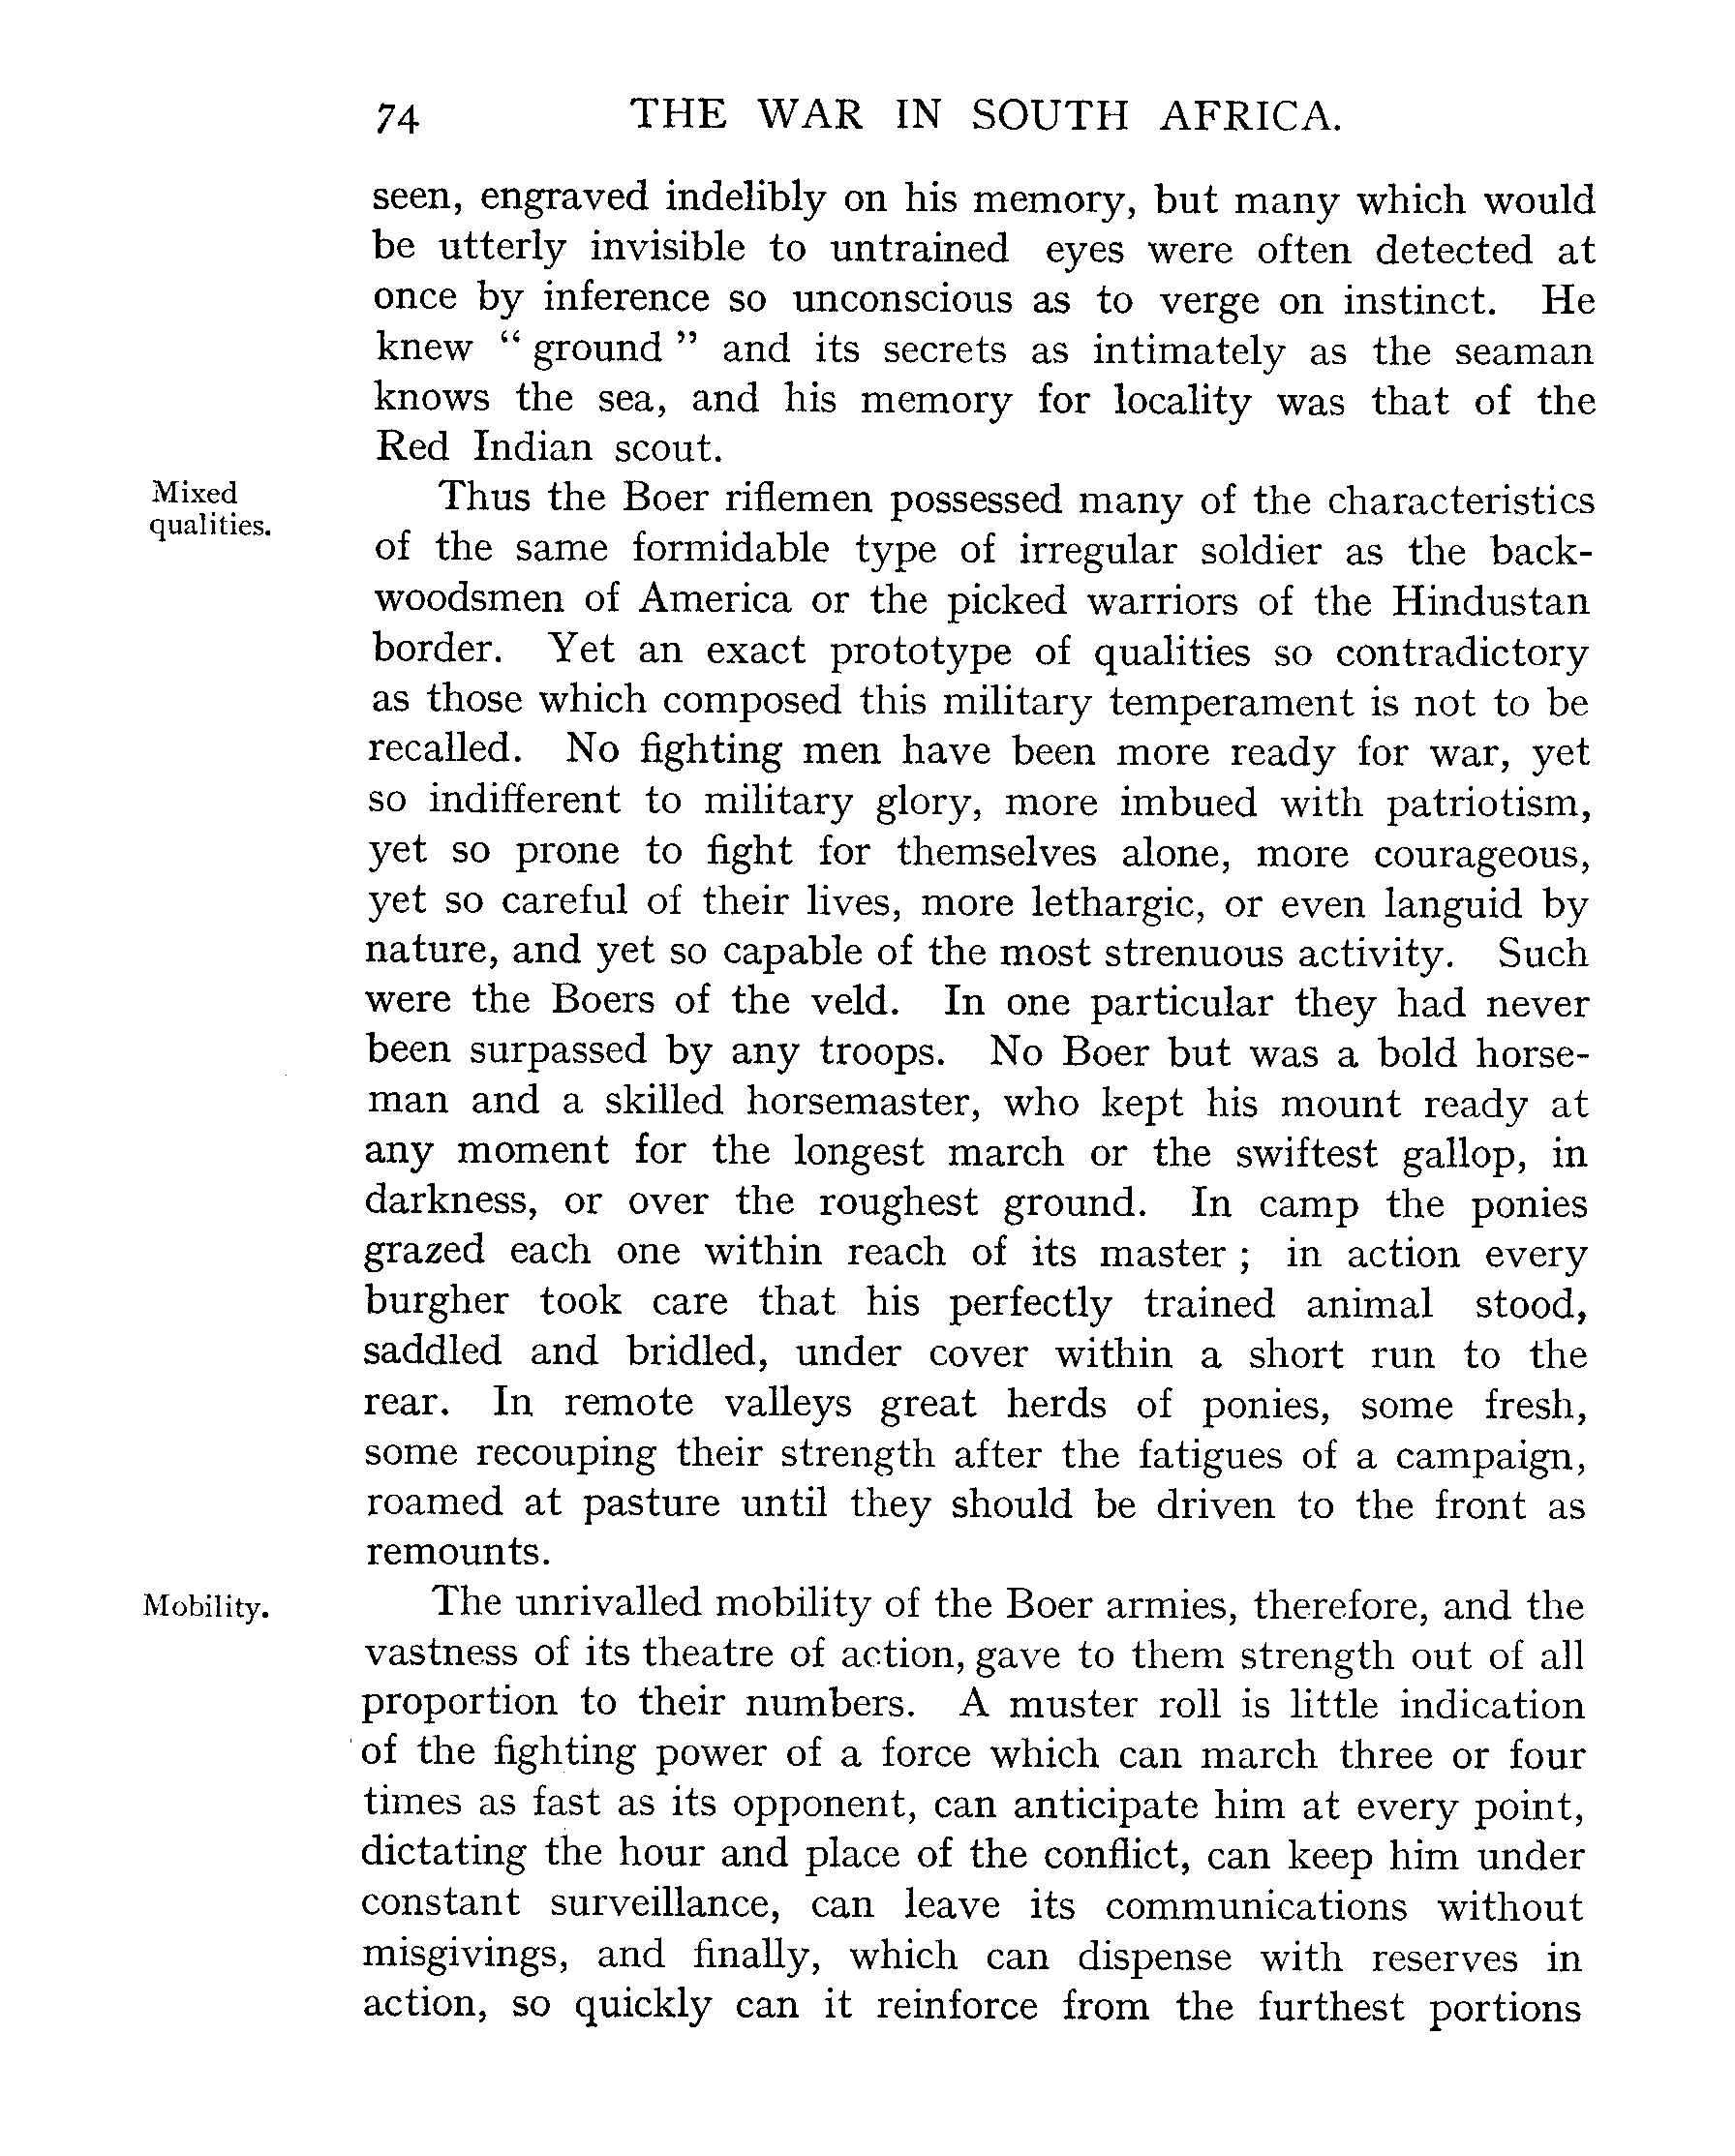 74 THE WAR IN SOUTH AFRICA.
seen, engraved indelibly on his memory, but many which would
be utterly invisible to untrained eyes were often detected at
once by inference so unconscious as to verge on instinct. He
knew " ground " and its secrets as intimately as the seaman
knows the sea, and his memory for locality was that of the
Red Indian scout.
Mixed
qualities.
Thus the Boer riflemen possessed many of the characteristics
of the same formidable type of irregular soldier as the back-
woodsmen of America or the picked warriors of the Hindustan
border. Yet an exact prototype of qualities so contradictory
as those which composed this military temperament is not to be
recalled. No fighting men have been more ready for war, yet
so indifferent to military glory, more imbued with patriotism,
yet so prone to fight for themselves alone, more courageous,
yet so careful of their lives, more lethargic, or even languid by
nature, and yet so capable of the most strenuous activity. Such
were the Boers of the veld. In one particular they had never
been surpassed by any troops. No Boer but was a bold horse-
man and a skilled horsemaster, who kept his mount ready at
any moment for the longest march or the swiftest gallop, in
darkness, or over the roughest ground. In camp the ponies
grazed each one within reach of its master ; in action every
burgher took care that his perfectly trained animal stood,
saddled and bridled, under cover within a short run to the
rear. In remote valleys great herds of ponies, some fresh,
some recouping their strength after the fatigues of a campaign,
roamed at pasture until they should be driven to the front as
remounts.
Mobility.
The unrivalled mobility of the Boer armies, therefore, and the
vastness of its theatre of action, gave to them strength out of all
proportion to their numbers. A muster roll is little indication
of the fighting power of a force which can march three or four
times as fast as its opponent, can anticipate him at every point,
dictating the hour and place of the conflict, can keep him under
constant surveillance, can leave its communications without
misgivings, and finally, which can dispense with reserves in
action, so quickly can it reinforce from the furthest portions